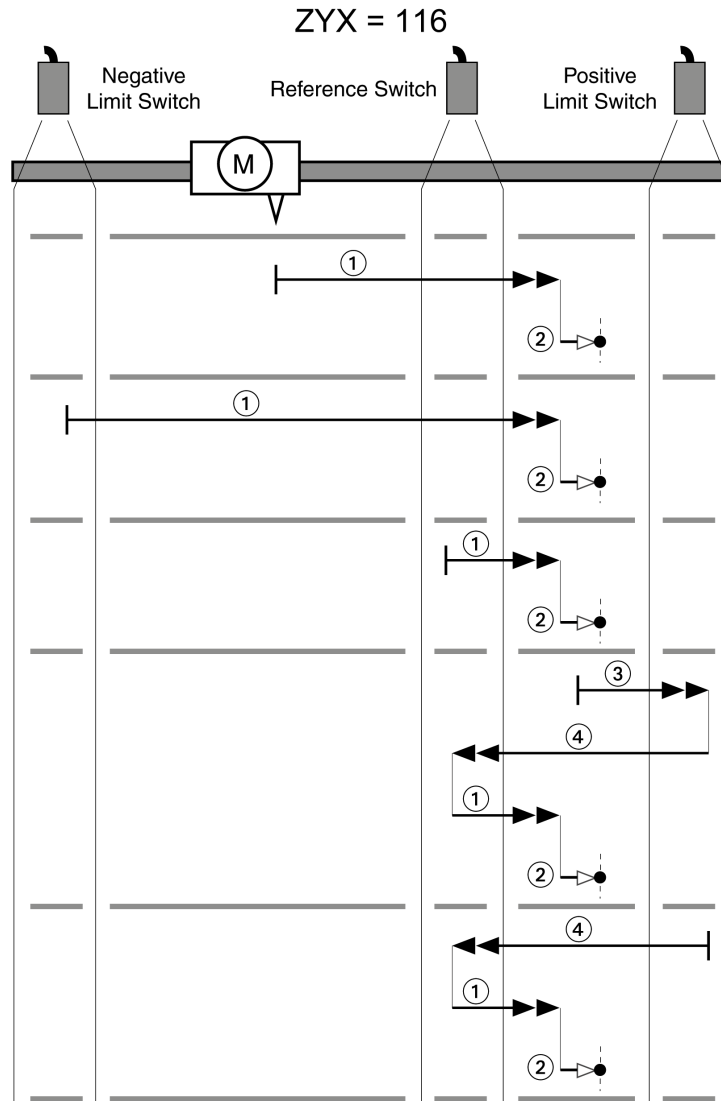 ZYX = 116
Negative
Limit Switch
Reference Switch
Positive
Limit Switch
M
1
2
1
2
1
2
3
4
1
2
4
1
2